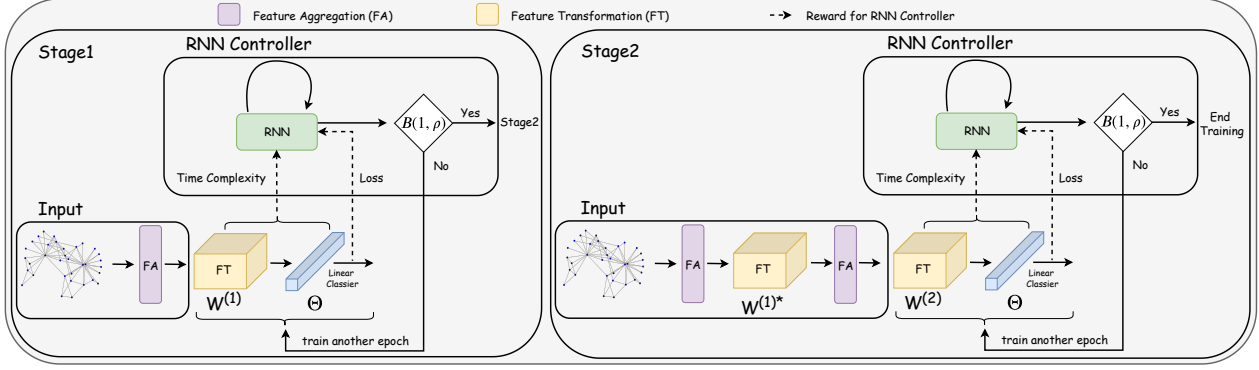 Feature Aggregation (FA)
Feature Transformation (FT)
Reward for RNN Controller
Stage1
RNN Controller
RNN
B(1, ρ)
Yes
Stage2
No
Time Complexity
Loss
Input
FA
FT
W(1)
Θ
Linear
Classier
train another epoch
Stage2
RNN Controller
RNN
B(1, ρ)
Yes
End
Training
No
Time Complexity
Loss
Input
FA
FT
W(1)*
FA
FT
W(2)
Θ
Linear
Classier
train another epoch